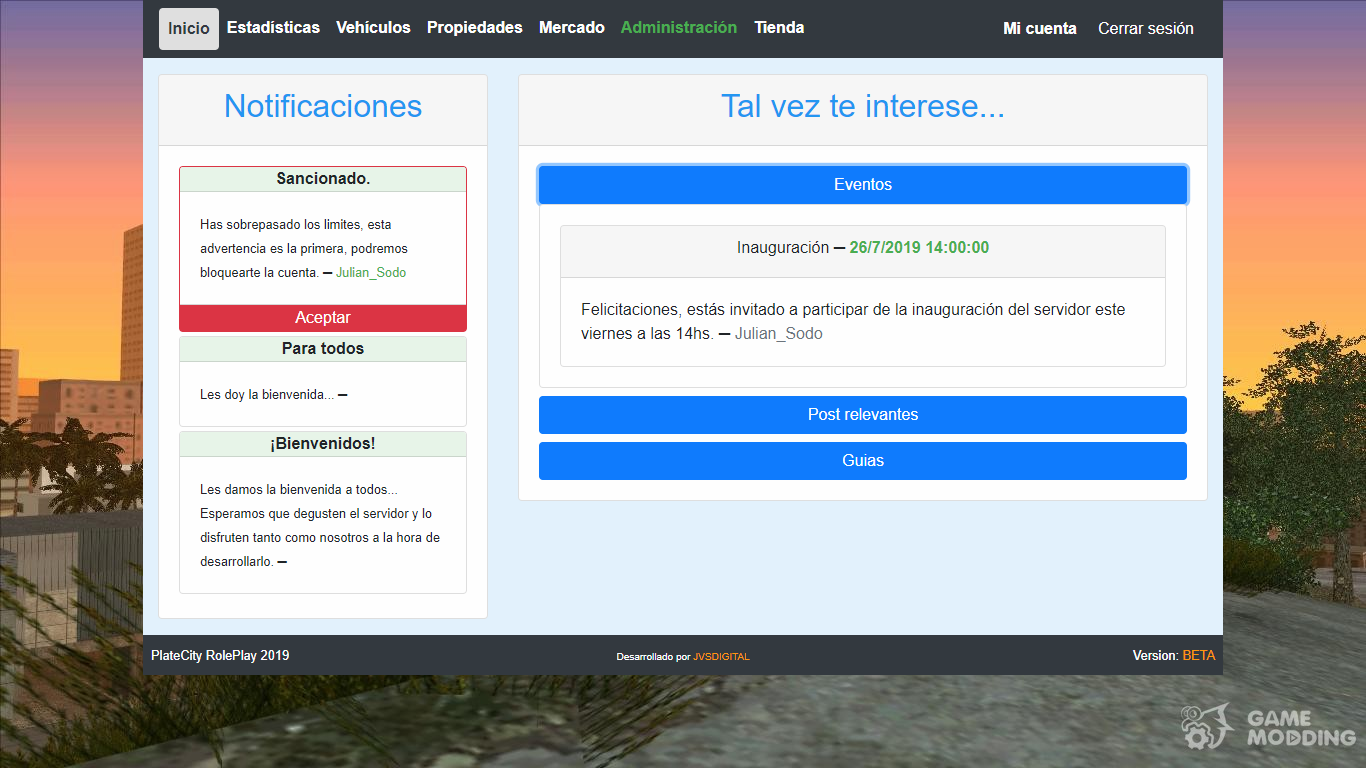 Inicio Estadísticas Vehículos Propiedades Mercado Administración Tienda Mi cuenta Cerrar sesión
Notificaciones
Sancionado.
Has sobrepasado los limites, esta
advertencia es la primera, podremos
bloquearte la cuenta. — Julian_Sodo
Aceptar
Para todos
Les doy la bienvenida... —
¡Bienvenidos!
Les damos la bienvenida a todos...
Esperamos que degusten el servidor y lo
disfruten tanto como nosotros a la hora de
desarrollarlo. —
Tal vez te interese...
Eventos
Inauguración — 26/7/2019 14:00:00
Felicitaciones, estás invitado a participar de la inauguración del servidor este
viernes a las 14hs. — Julian_Sodo
Post relevantes
Guias
PlateCity RolePlay 2019
Desarrollado por JVSDIGITAL
Version: BETA
GAME
MODDING